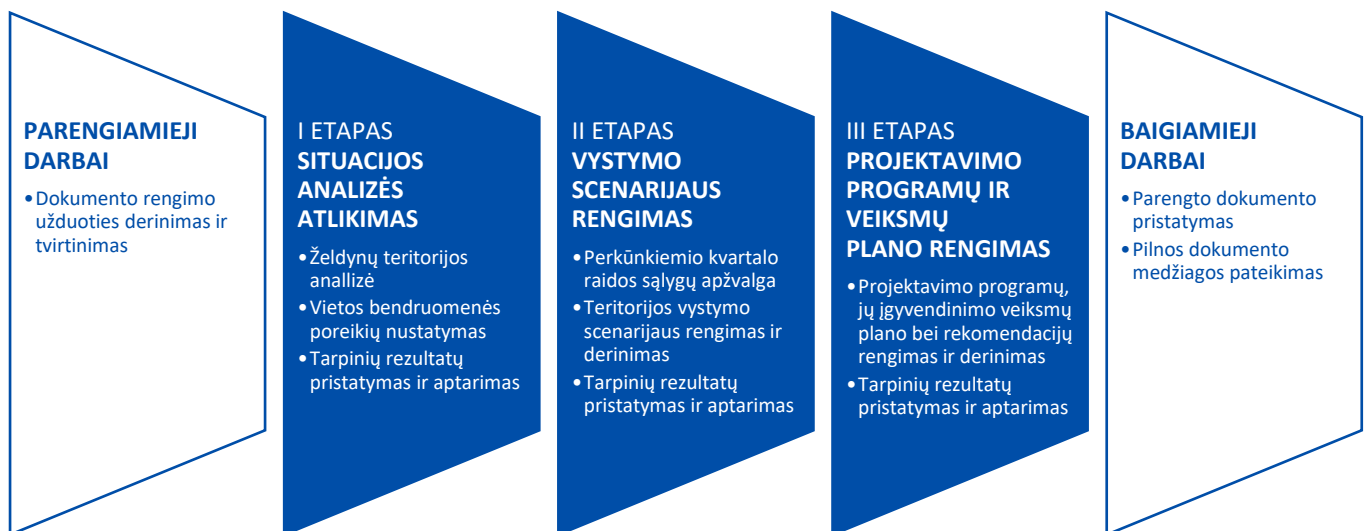 PARENGIAMIEJI
DARBAI
•Dokumento rengimo
užduoties derinimas ir
tvirtinimas
I ETAPAS
SITUACIJOS
ANALIZĖS
ATLIKIMAS
•Želdynų teritorijos
anallizė
•Vietos bendruomenės
poreikių nustatymas
•Tarpinių rezultatų
pristatymas ir aptarimas
II ETAPAS
VYSTYMO
SCENARIJAUS
RENGIMAS
•Perkūnkiemio kvartalo
raidos sąlygų apžvalga
•Teritorijos vystymo
scenarijaus rengimas ir
derinimas
•Tarpinių rezultatų
pristatymas ir aptarimas
III ETAPAS
PROJEKTAVIMO
PROGRAMŲ IR
VEIKSMŲ
PLANO RENGIMAS
•Projektavimo programų,
jų įgyvendinimo veiksmų
plano bei rekomendacijų
rengimas ir derinimas
•Tarpinių rezultatų
pristatymas ir aptarimas
BAIGIAMIEJI
DARBAI
•Parengto dokumento
pristatymas
•Pilnos dokumento
medžiagos pateikimas